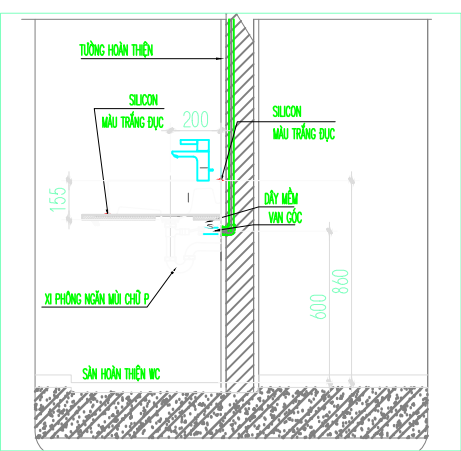 TƯỜNG HOÀN THIỆN
SILICON
MÀU TRẮNG ĐỤC
200
SILICON
MÀU TRẮNG ĐỤC
155
DÂY MỀM
VAN GÓC
860
600
XI PHÔNG NGĂN MÙI CHỮ P
SÀN HOÀN THIỆN WC